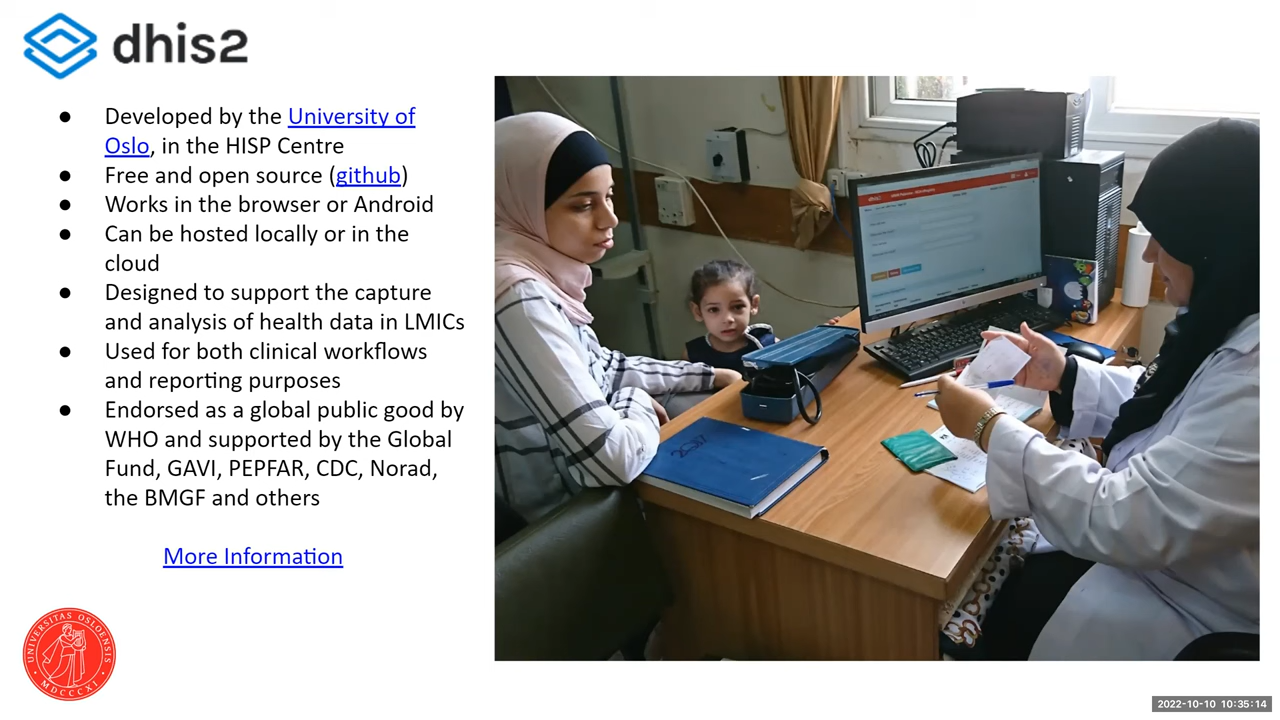 dhis2
● Developed by the University of
Oslo, in the HISP Centre
● Free and open source (github)
● Works in the browser or Android
● Can be hosted locally or in the
cloud
● Designed to support the capture
and analysis of health data in LMICs
● Used for both clinical workflows
and reporting purposes
● Endorsed as a global public good by
WHO and supported by the Global
Fund, GAVI, PEPFAR, CDC, Norad,
the BMGF and others
More Information
UNIVERSITAS OSLOENSIS
MDCCCXI
dhis2
2022-10-10 10:35:14